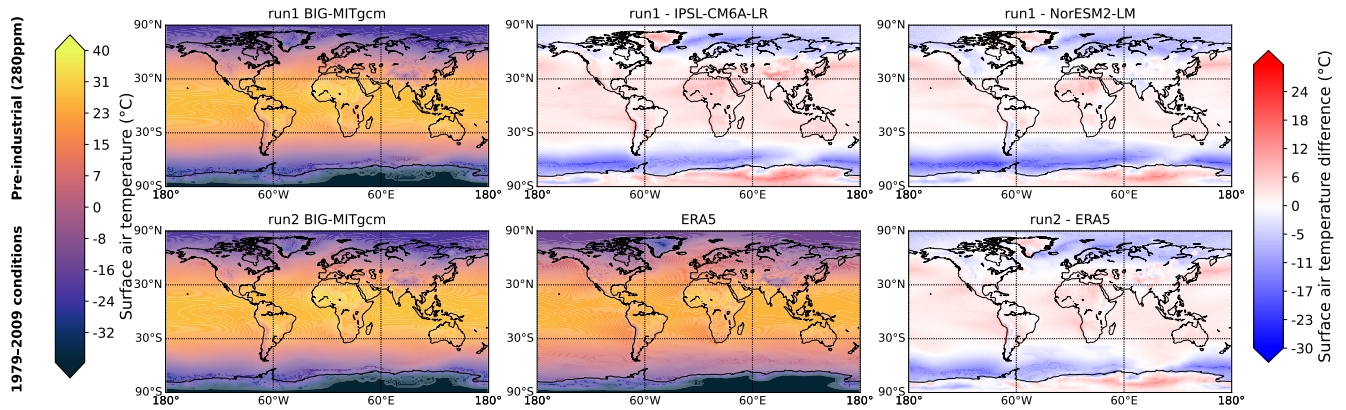 Pre-industrial (280ppm)
1979–2009 conditions
40
31
23
15
7
0
-8
-16
-24
-32
Surface air temperature (°C)
run1 BIG-MITgcm
90°N
30°N
30°S
90°S
180°
60°W
60°E
180°
run1 - IPSL-CM6A-LR
90°N
30°N
30°S
90°S
180°
60°W
60°E
180°
run1 - NorESM2-LM
90°N
30°N
30°S
90°S
180°
60°W
60°E
180°
run2 BIG-MITgcm
90°N
30°N
30°S
90°S
180°
60°W
60°E
180°
ERA5
90°N
30°N
30°S
90°S
180°
60°W
60°E
180°
run2 - ERA5
90°N
30°N
30°S
90°S
180°
60°W
60°E
180°
24
18
12
6
0
-5
-11
-17
-23
-30
Surface air temperature difference (°C)